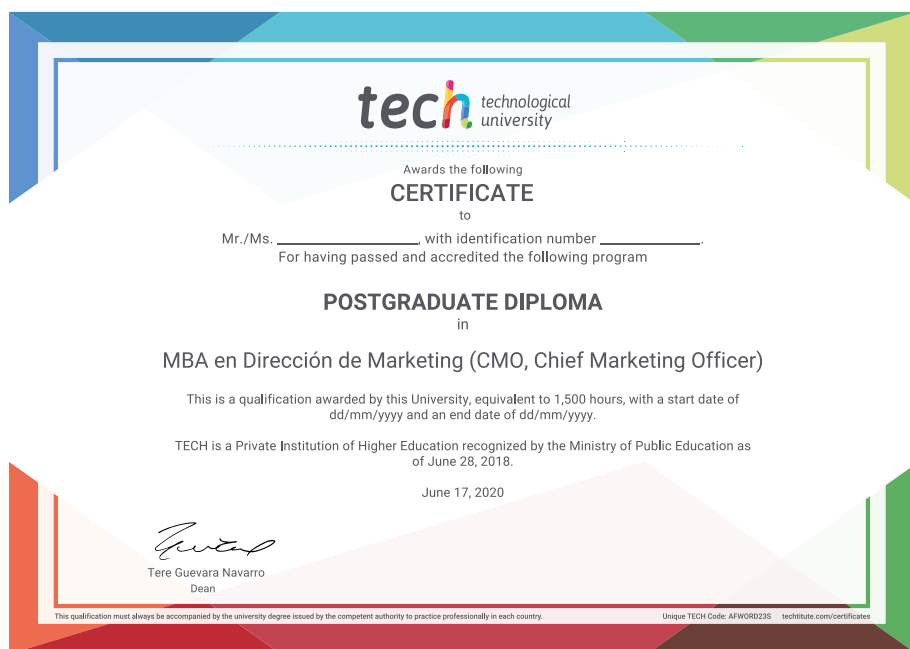 tech technological
university
Awards the following
CERTIFICATE
to
Mr./Ms. ____________, with identification number ____________.
For having passed and accredited the following program
POSTGRADUATE DIPLOMA
in
MBA en Dirección de Marketing (CMO, Chief Marketing Officer)
This is a qualification awarded by this University, equivalent to 1,500 hours, with a start date of
dd/mm/yyyy and an end date of dd/mm/yyyy.
TECH is a Private Institution of Higher Education recognized by the Ministry of Public Education as
of June 28, 2018.
June 17, 2020
Tere Guevara Navarro
Dean
This qualification must always be accompanied by the university degree issued by the competent authority to practice professionally in each country.
Unique TECH Code: AFWORD23S techtitute.com/certificates